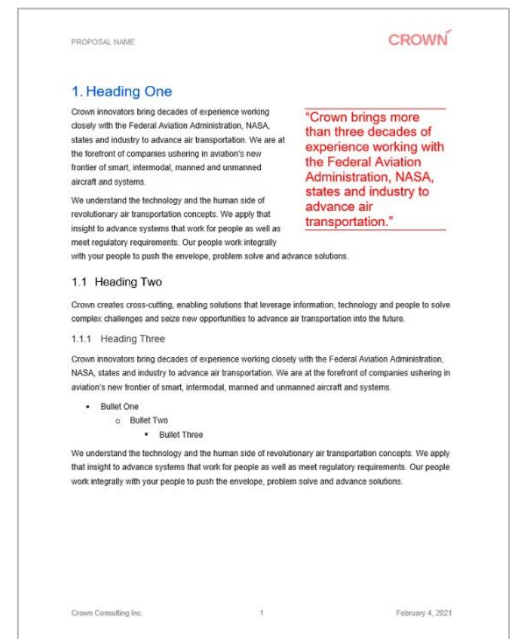 PROPOSAL NAME
CROWN
1. Heading One
Crown innovators bring decades of experience working
closely with the Federal Aviation Administration, NASA,
states and industry to advance air transportation. We are at
the forefront of companies ushering in aviation's new
frontier of smart, intermodal, manned and unmanned
aircraft and systems.
We understand the technology and the human side of
revolutionary air transportation concepts. We apply that
insight to advance systems that work for people as well as
meet regulatory requirements. Our people work integrally
with your people to push the envelope, problem solve and advance solutions.
"Crown brings more
than three decades of
experience working with
the Federal Aviation
Administration, NASA,
states and industry to
advance air
transportation."
1.1 Heading Two
Crown creates cross-cutting, enabling solutions that leverage information, technology and people to solve
complex challenges and seize new opportunities to advance air transportation into the future.
1.1.1 Heading Three
Crown innovators bring decades of experience working closely with the Federal Aviation Administration,
NASA, states and industry to advance air transportation. We are at the forefront of companies ushering in
aviation's new frontier of smart, intermodal, manned and unmanned aircraft and systems.
• Bullet One
o Bullet Two
▪ Bullet Three
We understand the technology and the human side of revolutionary air transportation concepts. We apply
that insight to advance systems that work for people as well as meet regulatory requirements. Our people
work integrally with your people to push the envelope, problem solve and advance solutions.
Crown Consulting Inc.
1
February 4, 2021